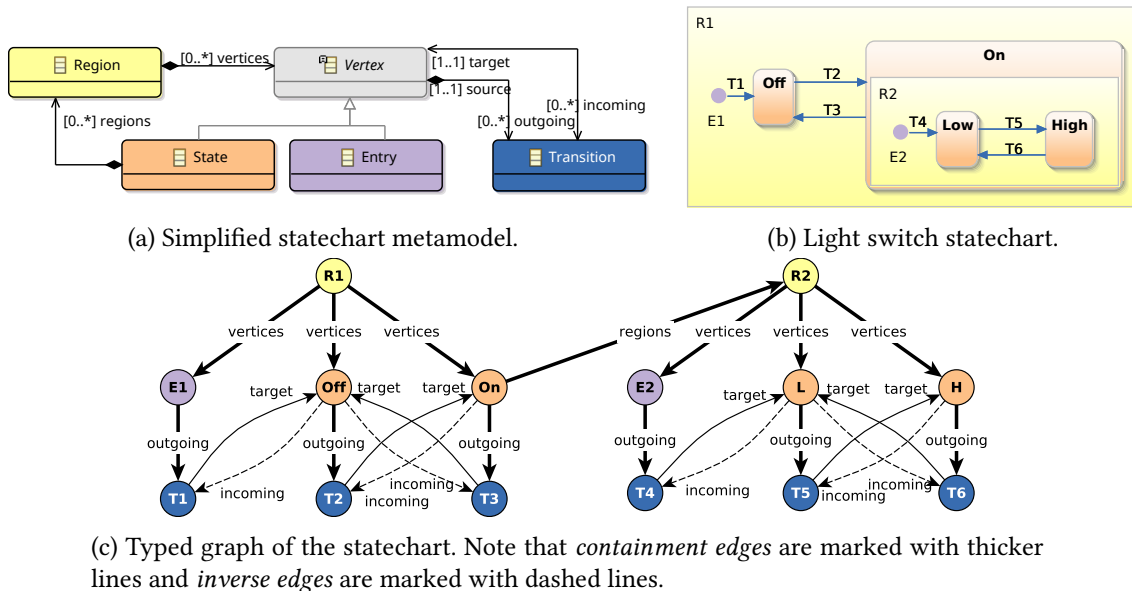 Region
[0..*] vertices
Vertex
[1..1] target
[1..1] source
[0..*] incoming
[0..*] outgoing
[0..*] regions
State
Entry
Transition
(a) Simplified statechart metamodel.
R1
On
T1
Off
T2
R2
T3
E1
T4
Low
T5
High
T6
E2
(b) Light switch statechart.
R1
R2
vertices
vertices
vertices
regions
vertices
vertices
vertices
E1
target
Off
target
target
On
E2
target
L
target
target
H
outgoing
outgoing
outgoing
outgoing
outgoing
outgoing
T1
incoming
incoming
T2
incoming
T3
T4
incoming
T5
incoming
incoming
T6
(c) Typed graph of the statechart. Note that containment edges are marked with thicker
lines and inverse edges are marked with dashed lines.